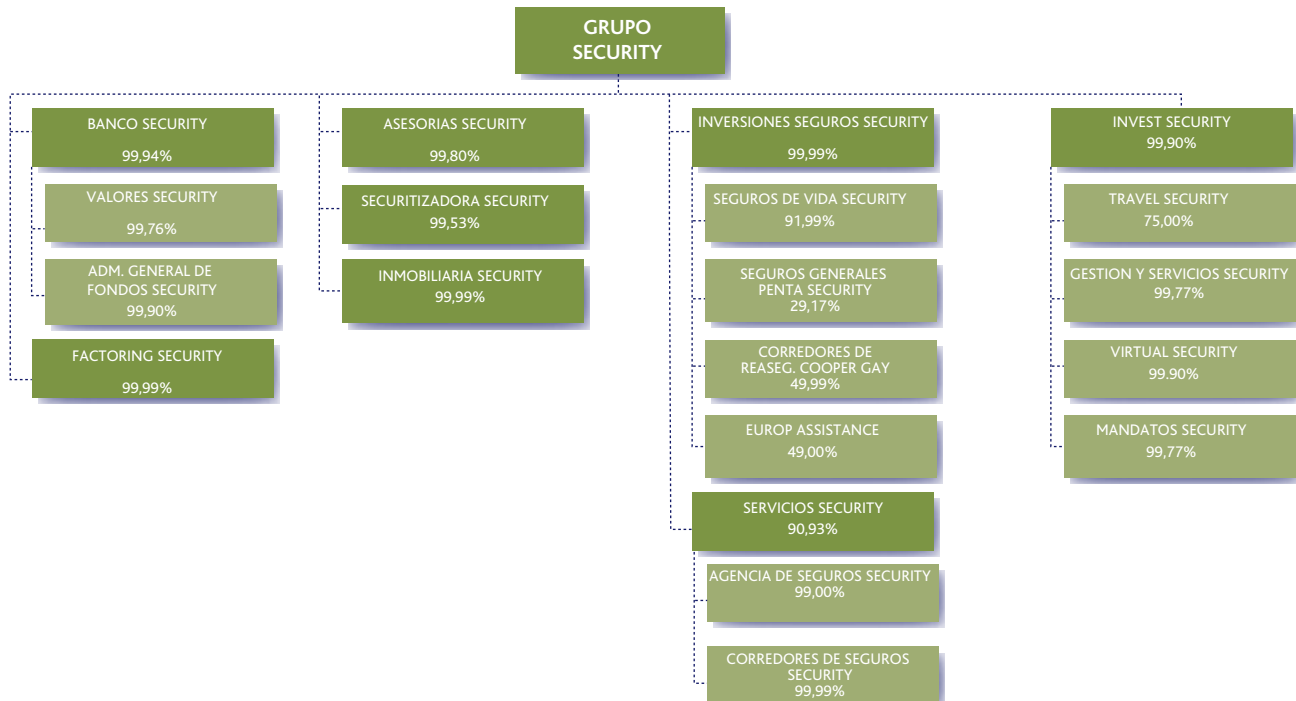 GRUPO
SECURITY
BANCO SECURITY
99,94%
VALORES SECURITY
99,76%
ADM. GENERAL DE
FONDOS SECURITY
99,90%
FACTORING SECURITY
99,99%
ASESORIAS SECURITY
99,80%
SECURITIZADORA SECURITY
99,53%
INMOBILIARIA SECURITY
99,99%
INVERSIONES SEGUROS SECURITY
99,99%
SEGUROS DE VIDA SECURITY
91,99%
SEGUROS GENERALES
PENTA SECURITY
29,17%
CORREDORES DE
REASEG. COOPER GAY
49,99%
EUROP ASSISTANCE
49,00%
SERVICIOS SECURITY
90,93%
AGENCIA DE SEGUROS SECURITY
99,00%
CORREDORES DE SEGUROS
SECURITY
99,99%
INVEST SECURITY
99,90%
TRAVEL SECURITY
75,00%
GESTION Y SERVICIOS SECURITY
99,77%
VIRTUAL SECURITY
99.90%
MANDATOS SECURITY
99,77%